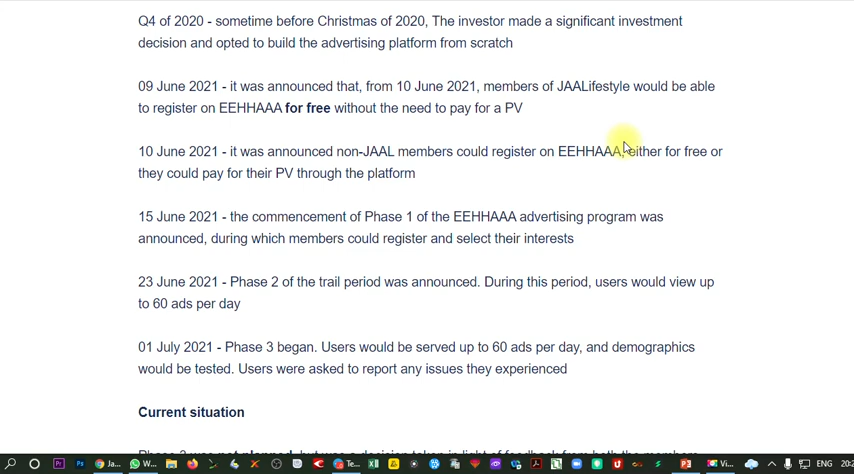 Q4 of 2020 - sometime before Christmas of 2020, The investor made a significant investment
decision and opted to build the advertising platform from scratch
09 June 2021 - it was announced that, from 10 June 2021, members of JAALifestyle would be able
to register on EEHHAAA for free without the need to pay for a PV
10 June 2021 - it was announced non-JAAL members could register on EEHHAAA, either for free or
they could pay for their PV through the platform
15 June 2021 - the commencement of Phase 1 of the EEHHAAA advertising program was
announced, during which members could register and select their interests
23 June 2021 - Phase 2 of the trail period was announced. During this period, users would view up
to 60 ads per day
01 July 2021 - Phase 3 began. Users would be served up to 60 ads per day, and demographics
would be tested. Users were asked to report any issues they experienced
Current situation
Ja... W... Te... Vi... ENG